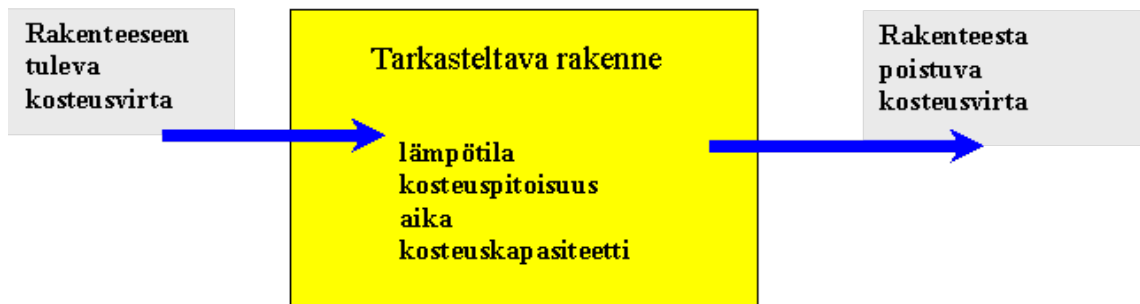 Rakenteeseen
tuleva
kosteusvirta
Tarkasteltava rakenne
lämpötila
kosteuspitoisuus
aika
kosteuskapasiteetti
Rakenteesta
poistuva
kosteusvirta